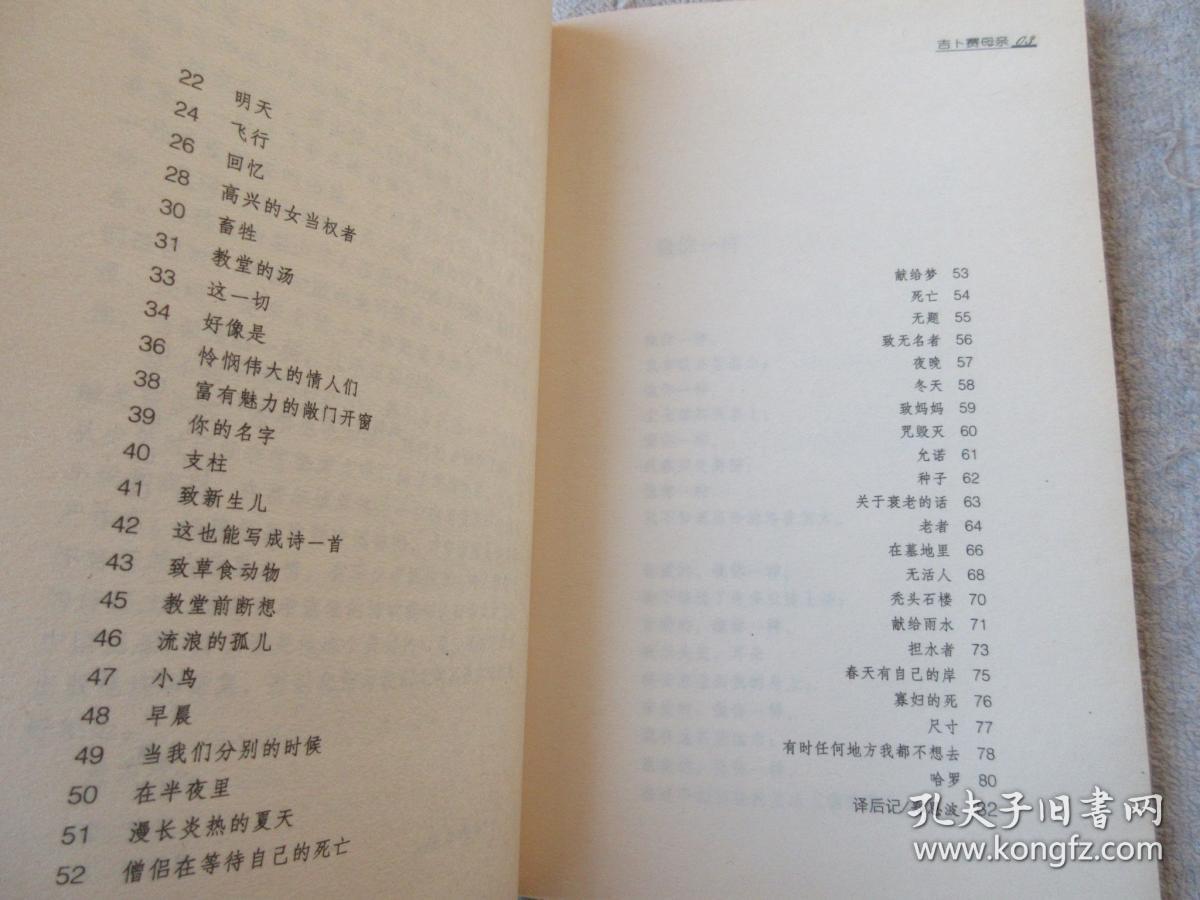 22 明天
24 飞行
26 回忆
28 高兴的女当权者
30 畜牲
31 教堂的汤
33 这一切
34 好像是
36 怜悯伟大的情人们
38 富有魅力的敞门开窗
39 你的名字
40 支柱
41 致新生儿
42 这也能写成诗一首
43 致草食动物
45 教堂前断想
46 流浪的孤儿
47 小鸟
48 早晨
49 当我们分别的时候
50 在半夜里
51 漫长炎热的夏天
52 僧侣在等待自己的死亡
吉卜赛母亲 03
献给梦 53
死亡 54
无题 55
致无名者 56
夜晚 57
冬天 58
致妈妈 59
咒毁灭 60
允诺 61
种子 62
关于衰老的话 63
老者 64
在墓地里 66
无活人 68
秃头石楼 70
献给雨水 71
担水者 73
春天有自己的岸 75
寡妇的死 76
尺寸 77
有时任何地方我都不想去 78
哈罗 80
译后记 波 82
孔夫子旧书网
www.kongfz.com